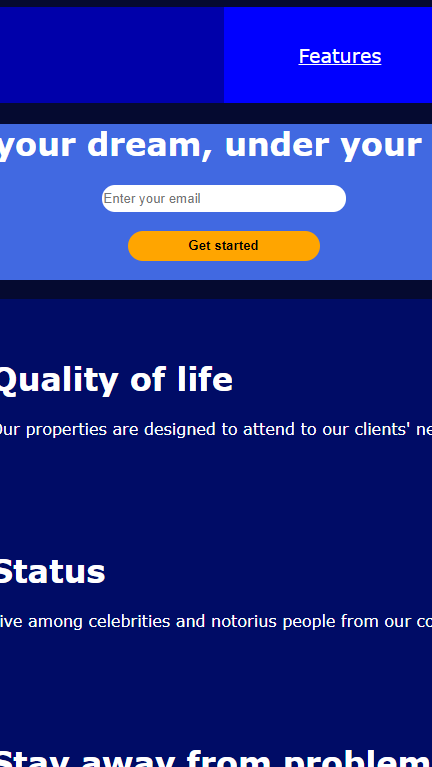 Features
your dream, under your
Enter your email
Get started
Quality of life
Our properties are designed to attend to our clients' ne
Status
ive among celebrities and notorius people from our co
Stay away from problem